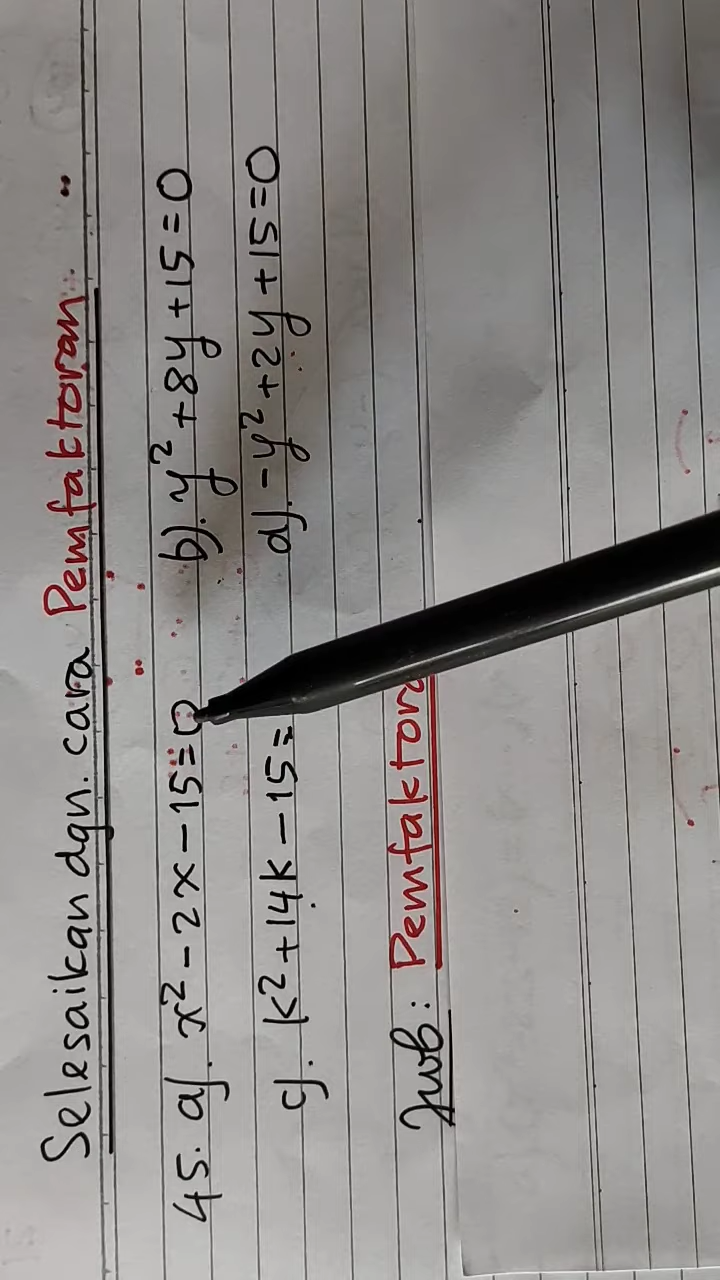 Selesaikan dgn. cara Pemfaktoran..
45. a). x² - 2x - 15 = 0 b). y² + 8y + 15 = 0
c). k² + 14k - 15 = d). -y² + 2y + 15 = 0
Jwb : Pemfaktora